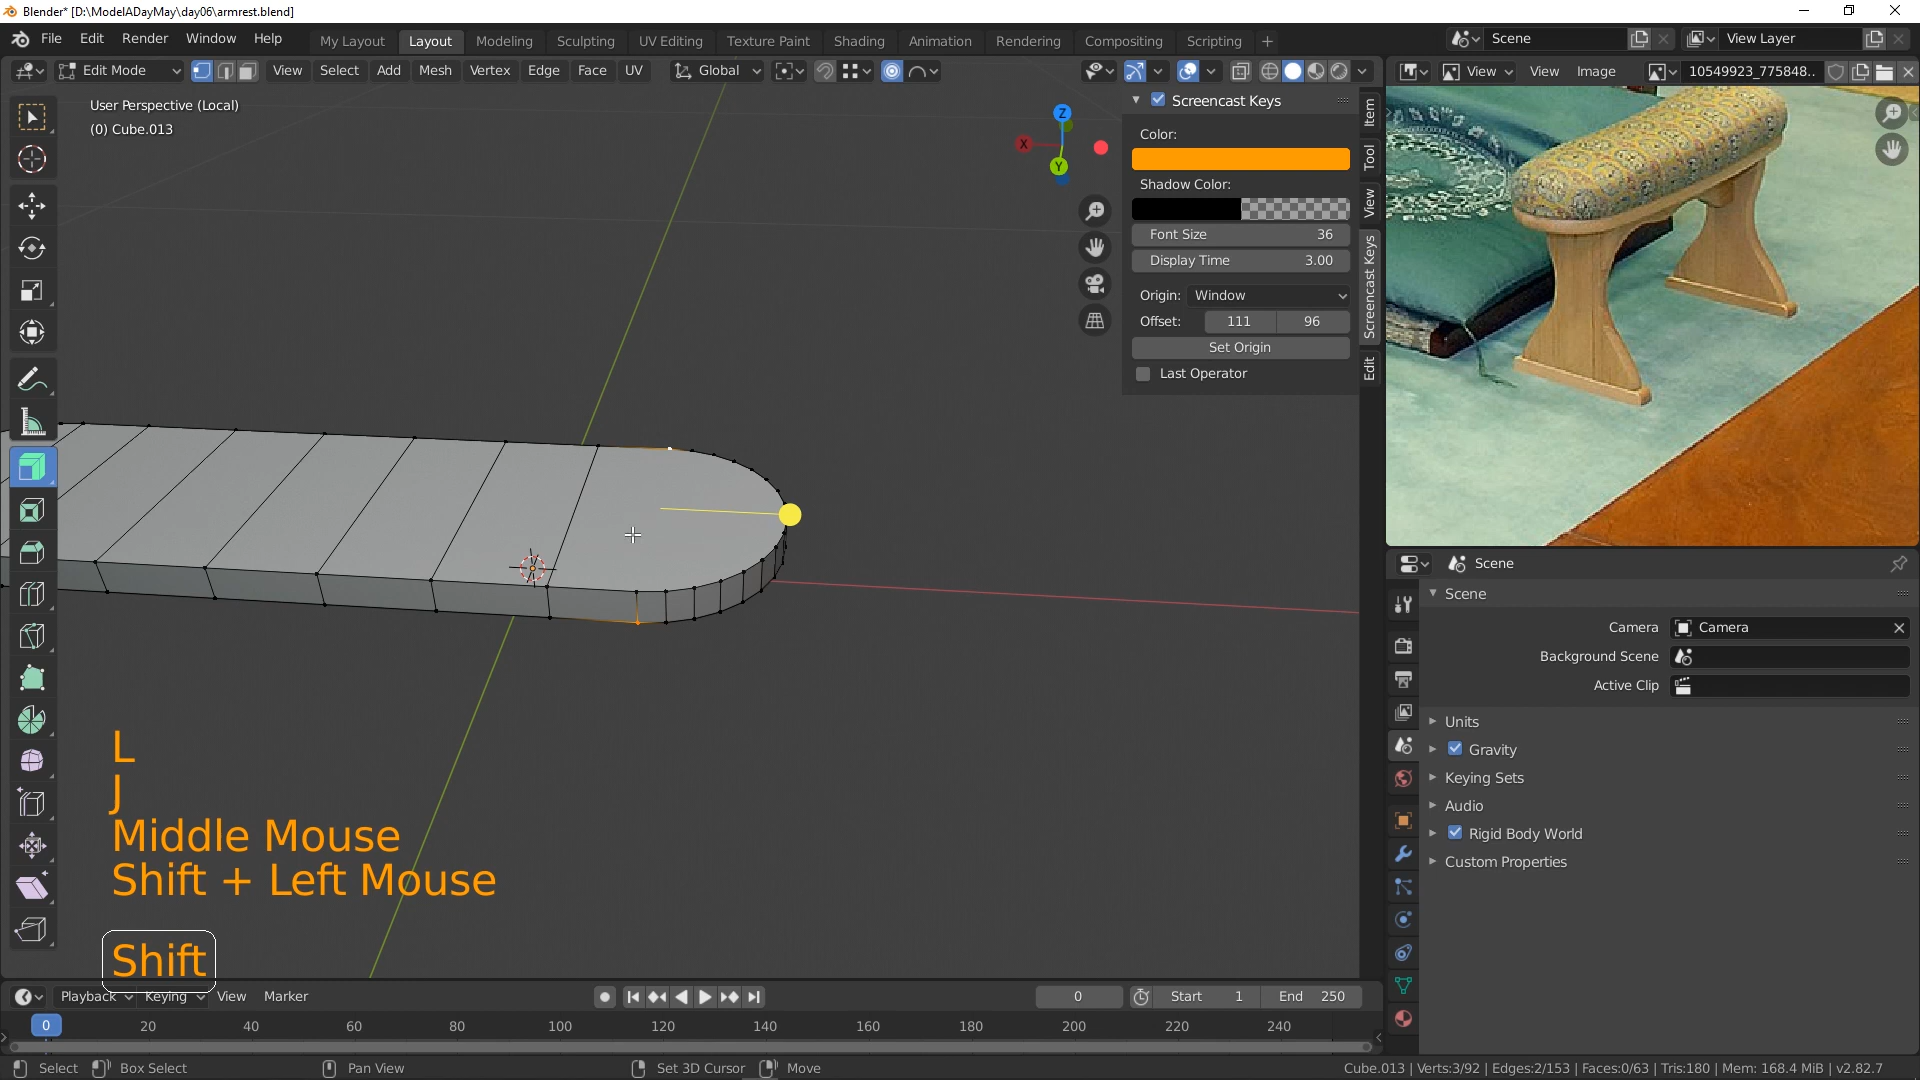 Blender* [D:\ModelADayMay\day06\armrest.blend]
File Edit Render Window Help My Layout Layout Modeling Sculpting UV Editing Texture Paint Shading Animation Rendering Compositing Scripting + Scene View Layer
Edit Mode View Select Add Mesh Vertex Edge Face UV Global View View Image 10549923_775848..
User Perspective (Local)
(0) Cube.013
Screencast Keys
Color:
Shadow Color:
Font Size 36
Display Time 3.00
Origin: Window
Offset: 111 96
Set Origin
Last Operator
Item
Tool
View
Screencast Keys
Edit
X
Y
Z
Scene
Scene
Camera Camera
Background Scene
Active Clip
Units
Gravity
Keying Sets
Audio
Rigid Body World
Custom Properties
L
J
Middle Mouse
Shift + Left Mouse
Shift
Playback Keying View Marker 0 Start 1 End 250
0 20 40 60 80 100 120 140 160 180 200 220 240
Select Box Select Pan View Set 3D Cursor Move Cube.013 | Verts:3/92 | Edges:2/153 | Faces:0/63 | Tris:180 | Mem: 168.4 MiB | v2.82.7